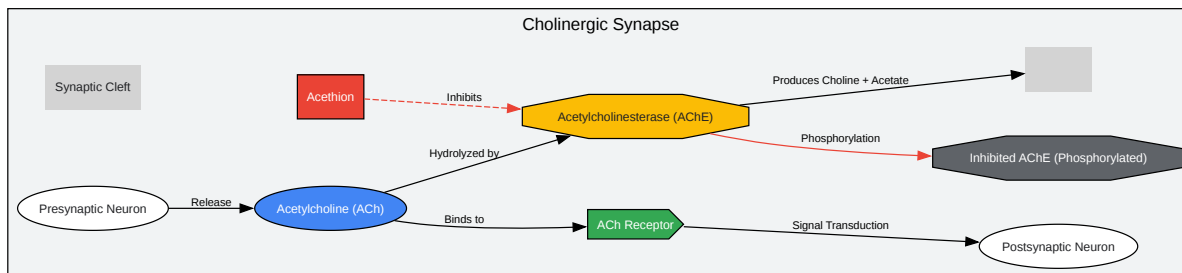 Cholinergic Synapse
Synaptic Cleft
Acethion
Inhibits
Acetylcholinesterase (AChE)
Produces Choline + Acetate
Phosphorylation
Inhibited AChE (Phosphorylated)
Hydrolyzed by
Presynaptic Neuron
Release
Acetylcholine (ACh)
Binds to
ACh Receptor
Signal Transduction
Postsynaptic Neuron